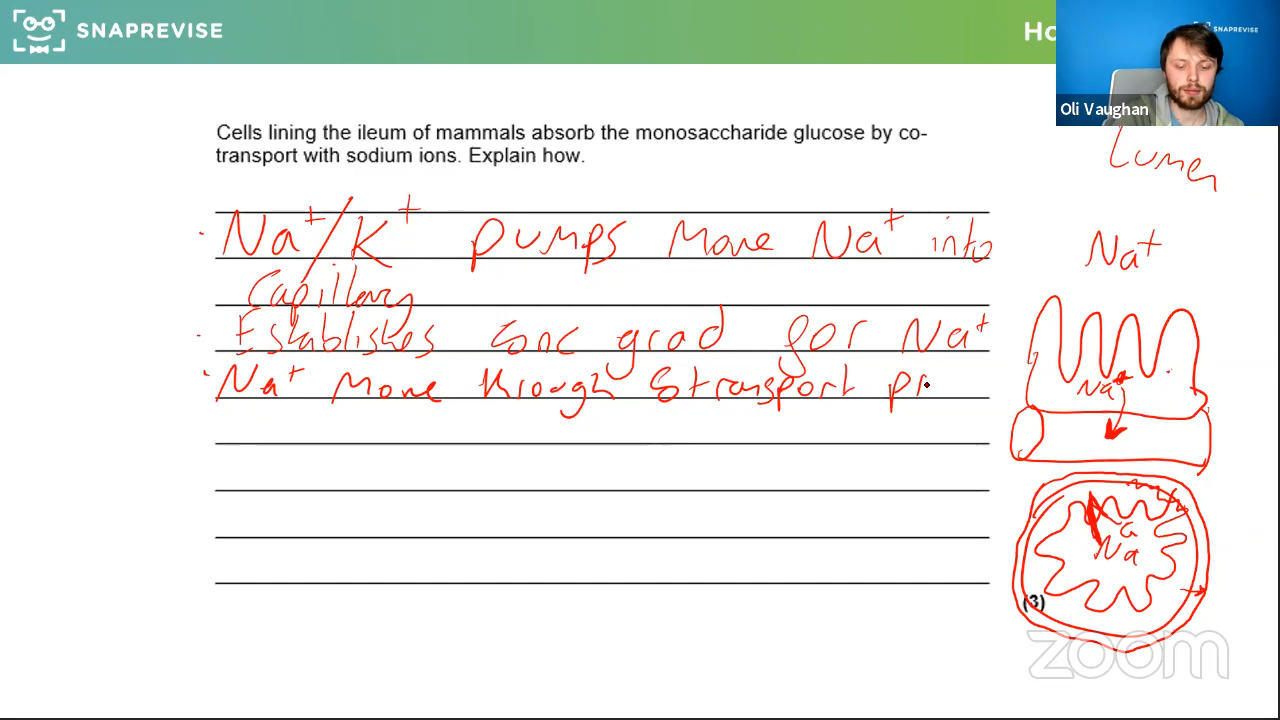 SNAPREVISE
Ho
SNAPREVISE
Oli Vaughan
Cells lining the ileum of mammals absorb the monosaccharide glucose by co-
transport with sodium ions. Explain how.
Lumen
· Na+/K+ pumps move Na+ into
Capillary
· Establishes conc grad for Na+
· Na+ move through
transport pr
Na+
Na+
G
Na
(3)
zoom